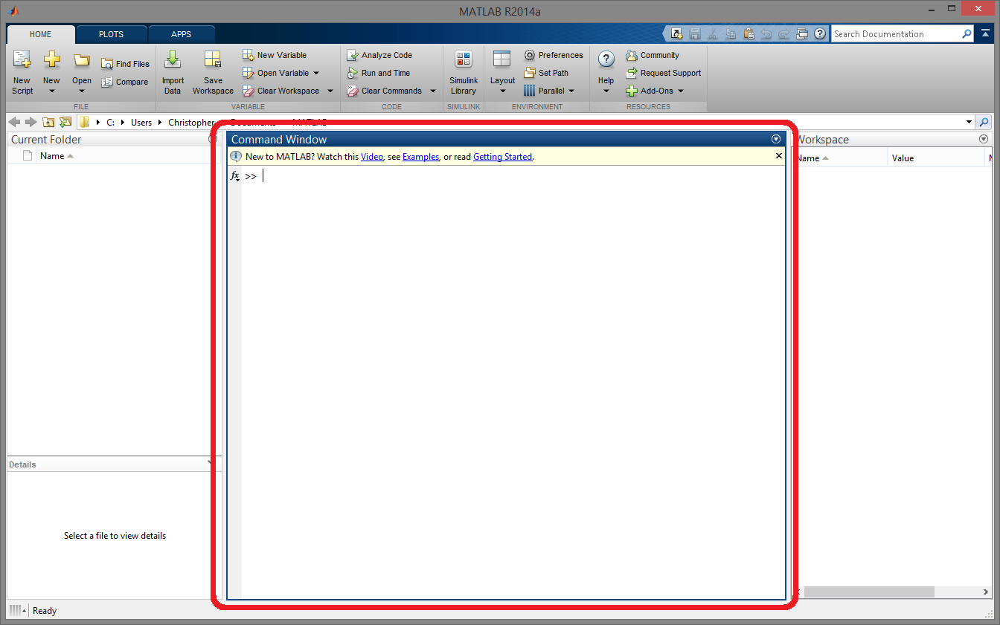 MATLAB R2014a
HOME PLOTS APPS
Search Documentation
New Script
New
Open
Find Files
Compare
FILE
Import Data
Save Workspace
New Variable
Open Variable
Clear Workspace
VARIABLE
Analyze Code
Run and Time
Clear Commands
CODE
Simulink Library
SIMULINK
Layout
Preferences
Set Path
Parallel
ENVIRONMENT
Help
Community
Request Support
Add-Ons
RESOURCES
C: Users Christopher Documents MATLAB
Current Folder
Name
Details
Select a file to view details
Command Window
New to MATLAB? Watch this Video, see Examples, or read Getting Started.
fx >>
Workspace
Name Value
Ready